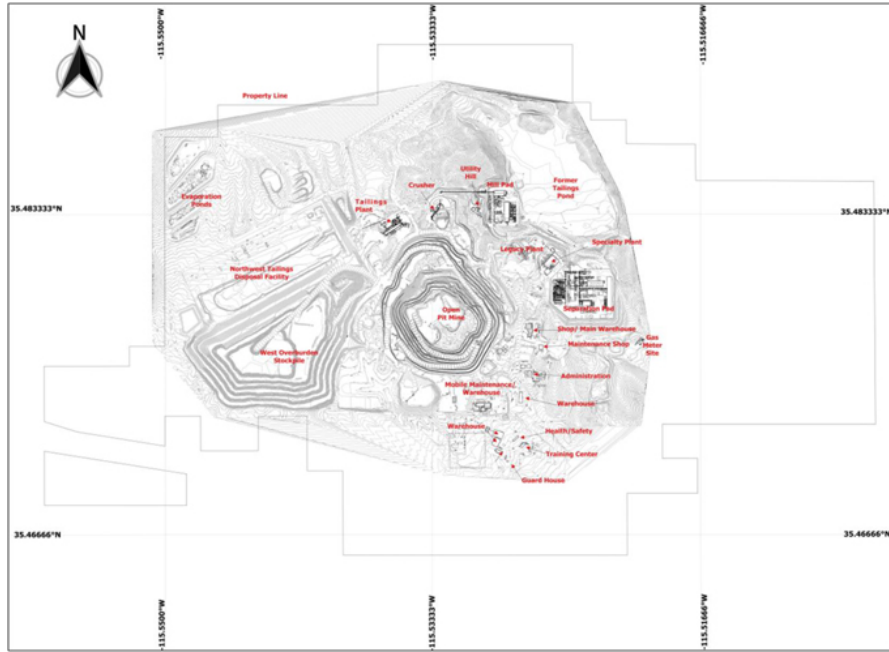 -115.5500°W
-115.53333°W
-115.516666°W
N
Property Line
Utility
Hill
Crusher
Mill Pad
Former
Tailings
Pond
Evaporation
Ponds
Tailings
Plant
35.483333°N
35.483333°N
Legacy Plant
Specialty Plant
Northwest Tailings
Disposal Facility
Open
Pit Mine
Separation Pad
Shop/ Main Warehouse
Maintenance Shop
Gas
Meter
Site
West Overburden
Stockpile
Administration
Mobile Maintenance/
Warehouse
Warhouse
Warehouse
Health/Safety
Training Center
Guard House
35.46666°N
35.46666°N
-115.5500°W
-115.53333°W
-115.51666°W